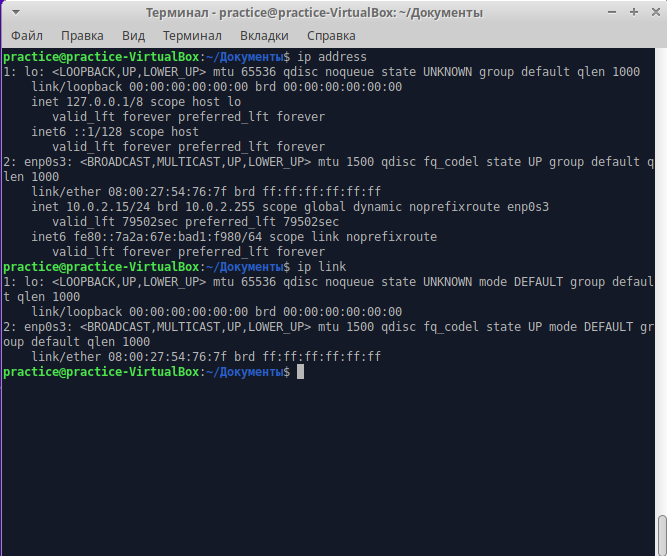 Терминал - practice@practice-VirtualBox: ~/Документы
Файл Правка Вид Терминал Вкладки Справка
practice@practice-VirtualBox:~/Документы$ ip address
1: lo: <LOOPBACK,UP,LOWER_UP> mtu 65536 qdisc noqueue state UNKNOWN group default qlen 1000
    link/loopback 00:00:00:00:00:00 brd 00:00:00:00:00:00
    inet 127.0.0.1/8 scope host lo
       valid_lft forever preferred_lft forever
    inet6 ::1/128 scope host
       valid_lft forever preferred_lft forever
2: enp0s3: <BROADCAST,MULTICAST,UP,LOWER_UP> mtu 1500 qdisc fq_codel state UP group default q
len 1000
    link/ether 08:00:27:54:76:7f brd ff:ff:ff:ff:ff:ff
    inet 10.0.2.15/24 brd 10.0.2.255 scope global dynamic noprefixroute enp0s3
       valid_lft 79502sec preferred_lft 79502sec
    inet6 fe80::7a2a:67e:bad1:f980/64 scope link noprefixroute
       valid_lft forever preferred_lft forever
practice@practice-VirtualBox:~/Документы$ ip link
1: lo: <LOOPBACK,UP,LOWER_UP> mtu 65536 qdisc noqueue state UNKNOWN mode DEFAULT group defaul
t qlen 1000
    link/loopback 00:00:00:00:00:00 brd 00:00:00:00:00:00
2: enp0s3: <BROADCAST,MULTICAST,UP,LOWER_UP> mtu 1500 qdisc fq_codel state UP mode DEFAULT gr
oup default qlen 1000
    link/ether 08:00:27:54:76:7f brd ff:ff:ff:ff:ff:ff
practice@practice-VirtualBox:~/Документы$